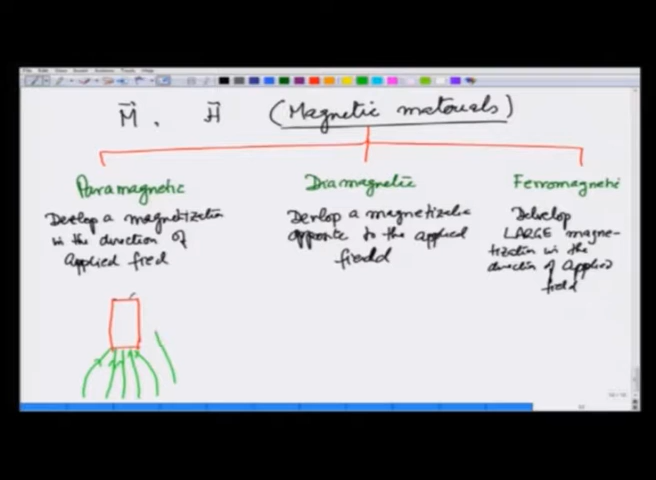 M⃗ , H⃗ (Magnetic materials)
Paramagnetic
Diamagnetic
Ferromagnetic
Develop a magnetization
in the direction of
applied field
Develop a magnetization
opposite to the applied
field
Develop
LARGE magne-
tization in the
direction of applied
field